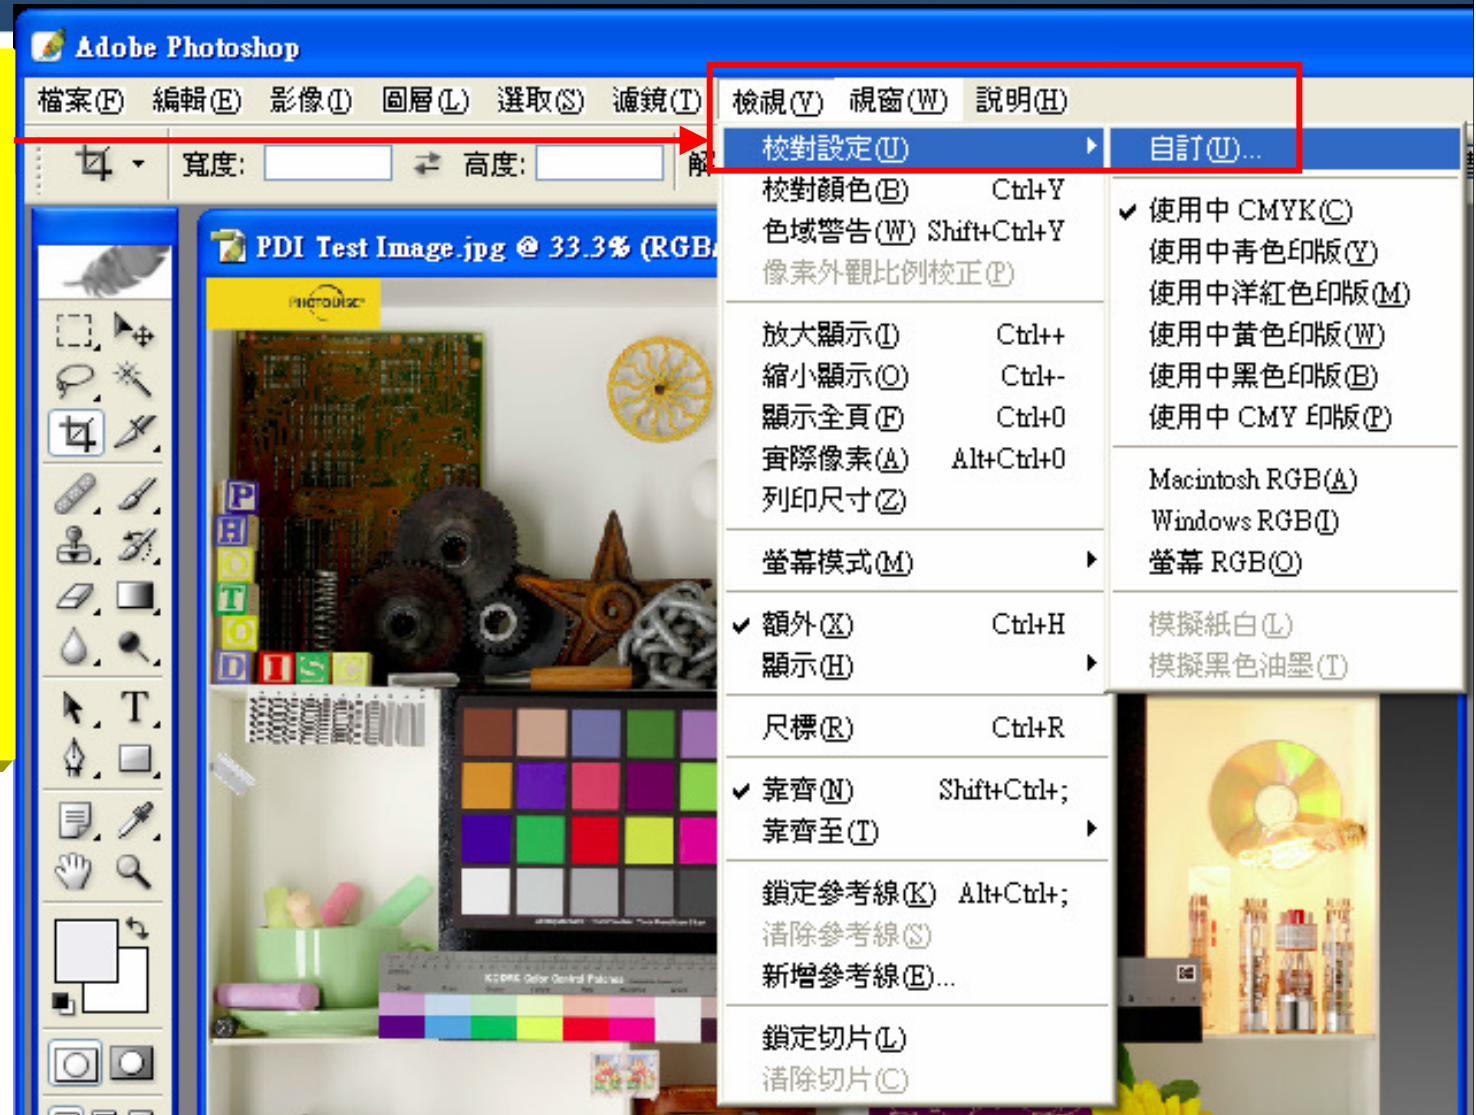 Adobe Photoshop
檔案(F) 編輯(E) 影像(I) 圖層(L) 選取(S) 濾鏡(T) 檢視(V) 視窗(W) 說明(H)
寬度: 高度: 解
PDI Test Image.jpg @ 33.3% (RGB
PHOTODISC
PHOTO
DISC
校對設定(U)
校對顏色(B) Ctrl+Y
色域警告(W) Shift+Ctrl+Y
像素外觀比例校正(P)
放大顯示(I) Ctrl++
縮小顯示(O) Ctrl+-
顯示全頁(F) Ctrl+0
實際像素(A) Alt+Ctrl+0
列印尺寸(Z)
螢幕模式(M)
額外(X) Ctrl+H
顯示(H)
尺標(R) Ctrl+R
靠齊(N) Shift+Ctrl+;
靠齊至(T)
鎖定參考線(K) Alt+Ctrl+;
清除參考線(S)
新增參考線(E)...
鎖定切片(L)
清除切片(C)
自訂(U)...
使用中 CMYK(C)
使用中青色印版(Y)
使用中洋紅色印版(M)
使用中黃色印版(W)
使用中黑色印版(B)
使用中 CMY 印版(P)
Macintosh RGB(A)
Windows RGB(I)
螢幕 RGB(O)
模擬紙白(L)
模擬黑色油墨(T)
KODAK Color Control Patches